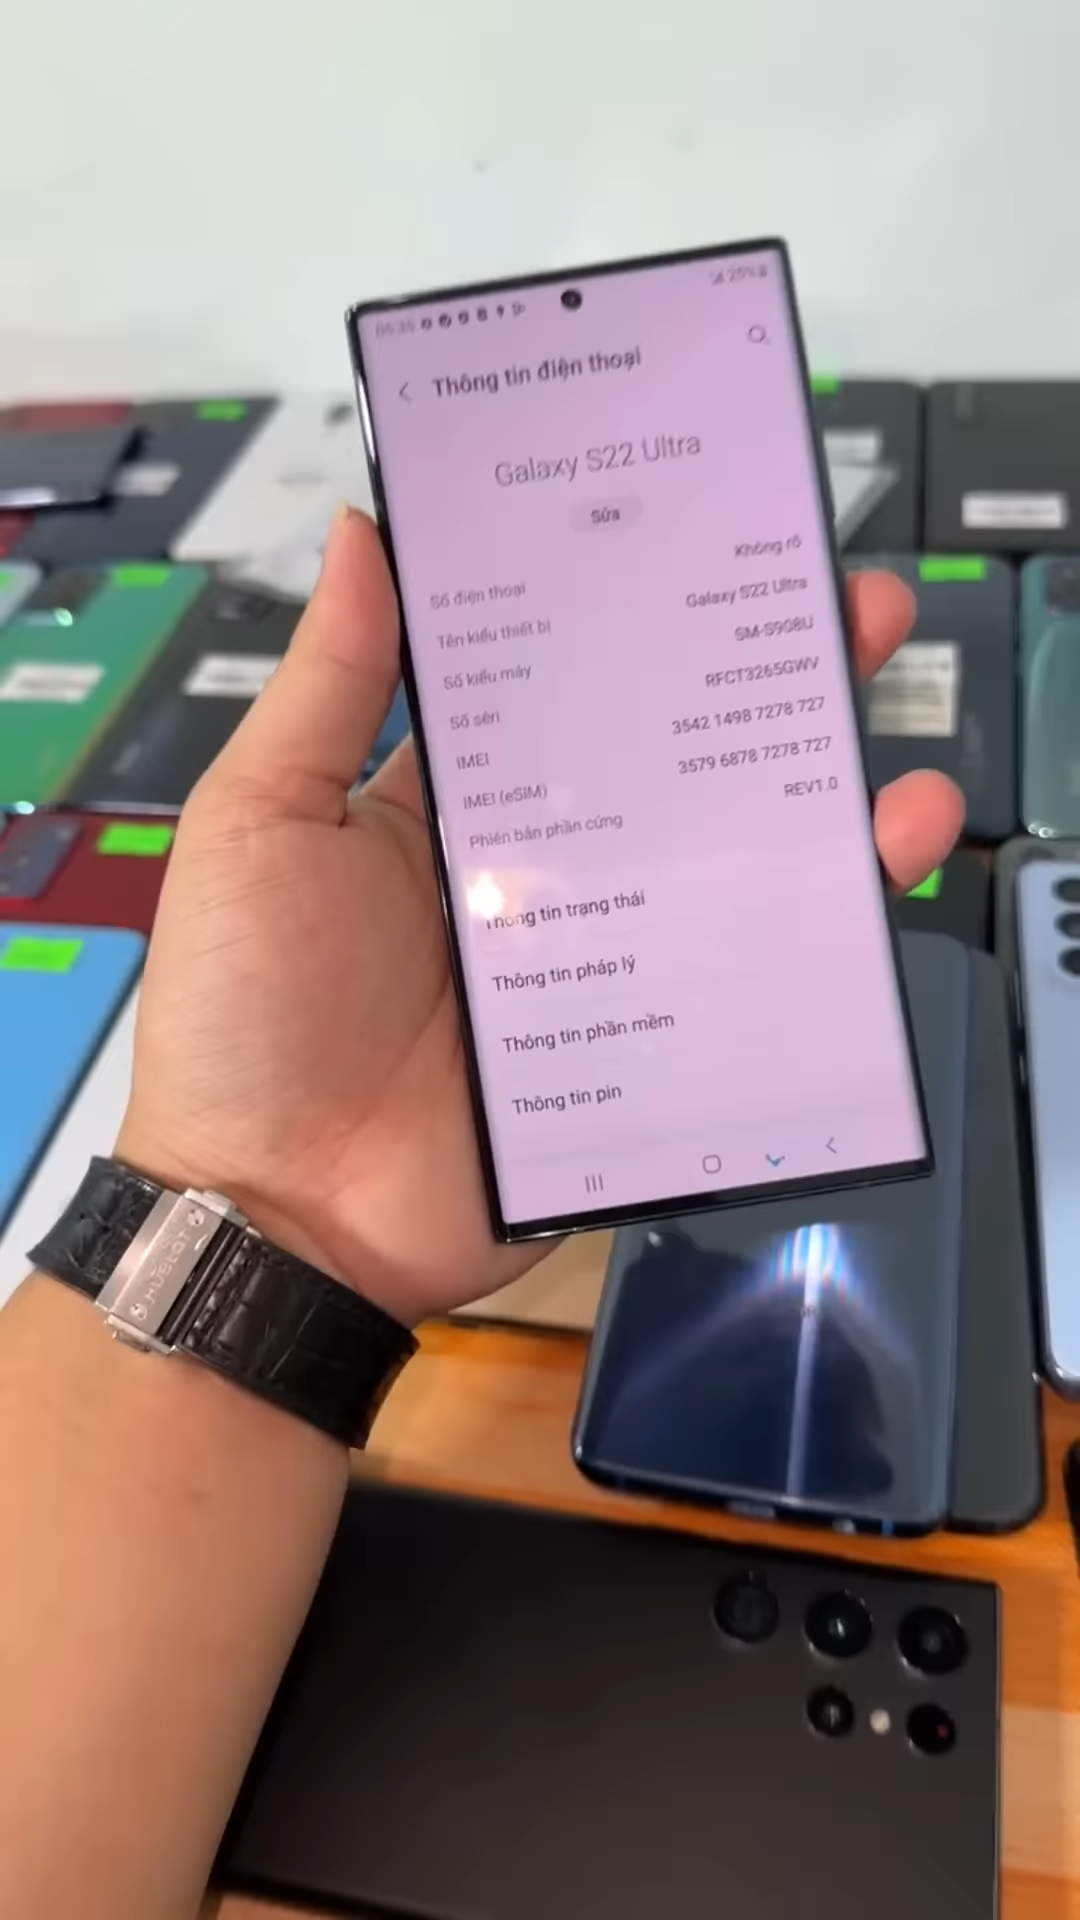 Thông tin điện thoại
Galaxy S22 Ultra
Sửa
Số điện thoại Không rõ
Tên kiểu thiết bị Galaxy S22 Ultra
Số kiểu máy SM-S908U
Số sêri RFCT3265GWV
IMEI 3542 1498 7278 727
IMEI (eSIM) 3579 6878 7278 727
Phiên bản phần cứng REV1.0
Thông tin trạng thái
Thông tin pháp lý
Thông tin phần mềm
Thông tin pin
HUBLOT